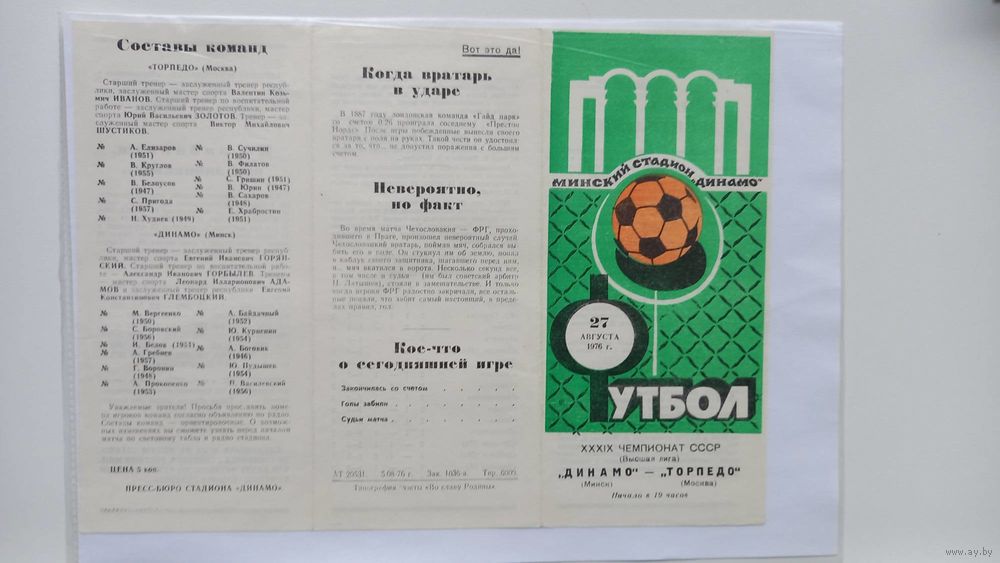 Составы команд
«ТОРПЕДО» (Москва)
Старший тренер — заслуженный тренер респуб-
лики, заслуженный мастер спорта Валентин Козь-
мич ИВАНОВ. Старший тренер по воспитательной
работе — заслуженный тренер республики, мастер
спорта Юрий Васильевич ЗОЛОТОВ. Тренер — за-
служенный мастер спорта Виктор Михайлович
ШУСТИКОВ.
№ А. Елизаров (1951)
№ В. Круглов (1955)
№ В. Белоусов (1947)
№ С. Пригода (1957)
№ Н. Худиев (1949)
№ В. Сучилин (1950)
№ В. Филатов (1950)
№ С. Гришин (1951)
№ В. Юрин (1947)
№ В. Сахаров (1948)
№ Е. Храбростин (1951)
«ДИНАМО» (Минск)
Старший тренер — заслуженный тренер респуб-
лики, мастер спорта Евгений Иванович ГОРЯН-
СКИЙ. Старший тренер по воспитательной рабо-
те — Александр Иванович ГОРБЫЛЕВ. Тренеры
мастер спорта Леонард Илларионович АДА-
МОВ и заслуженный тренер республики Евгений
Константинович ГЛЕМБОЦКИЙ.
№ М. Вергеенко (1950)
№ С. Боровский (1956)
№ Н. Белов (1951)
№ А. Гребнев (1957)
№ Г. Воронин (1948)
№ А. Прокопенко (1953)
№ А. Байдачный (1952)
№ Ю. Курненин (1954)
№ А. Боговик (1946)
№ Ю. Пудышев (1954)
№ П. Василевский (1956)
Уважаемые зрители! Просьба проставить номе-
ра игроков команд согласно объявлению по радио.
Составы команд — ориентировочные. О возмож-
ных изменениях вы сможете узнать перед началом
матча по световому табло и радио стадиона.
ЦЕНА 5 коп.
ПРЕСС-БЮРО СТАДИОНА «ДИНАМО»
Вот это да!
Когда вратарь
в ударе
В 1887 году лондонская команда «Гайд парк»
со счетом 0:26 проиграла соседнему «Престон
Норду». После игры побежденные вынесли своего
вратаря с поля на руках. Такой чести он удостоил-
ся за то, что... не допустил поражения с большим
счетом.
Невероятно,
но факт
Во время матча Чехословакия — ФРГ, прохо-
дившего в Праге, произошел невероятный случай.
Чехословацкий вратарь, поймав мяч, собрался вы-
бить его в поле. Он стукнул им об землю, попал
в каблук своего защитника, шагавшего перед ним,
и... мяч вкатился в ворота. Несколько секунд все,
в том числе и судья (им был советский арбитр
Н. Латышев), стояли в замешательстве. И только
когда игроки ФРГ радостно закричали, все осталь-
ные поняли, что забит самый настоящий, в преде-
лах правил, гол.
Кое-что
о сегодняшней игре
Закончилась со счетом . . . . .
Голы забили . . . . . . .
Судьи матча . . . . . . .
АТ 20531. 5.08.76 г. Зак. 1036-а. Тир. 6000.
Типография газеты «Во славу Родины».
МИНСКИЙ СТАДИОН „ДИНАМО“
27
АВГУСТА
1976 г.
ФУТБОЛ
XXXIX ЧЕМПИОНАТ СССР
(Высшая лига)
„ДИНАМО“ — „ТОРПЕДО“
(Минск) (Москва)
Начало в 19 часов
www.ay.by